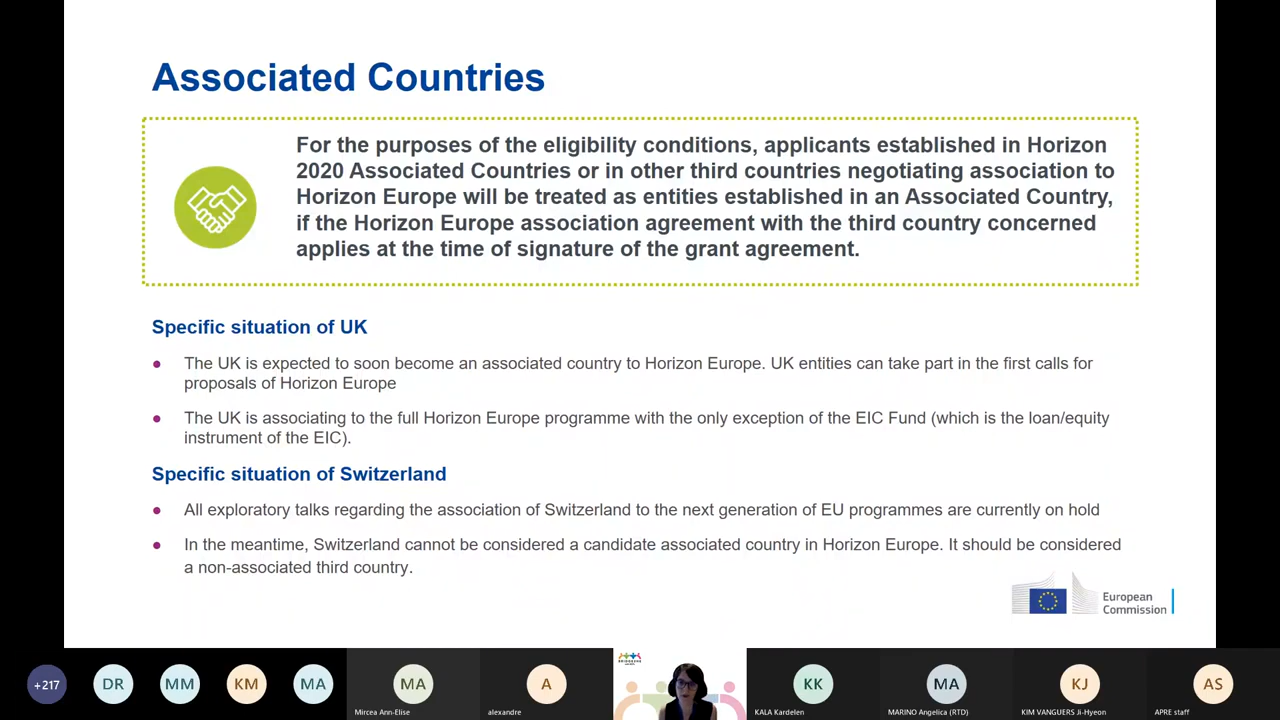 Associated Countries
For the purposes of the eligibility conditions, applicants established in Horizon
2020 Associated Countries or in other third countries negotiating association to
Horizon Europe will be treated as entities established in an Associated Country,
if the Horizon Europe association agreement with the third country concerned
applies at the time of signature of the grant agreement.
Specific situation of UK
The UK is expected to soon become an associated country to Horizon Europe. UK entities can take part in the first calls for
proposals of Horizon Europe
The UK is associating to the full Horizon Europe programme with the only exception of the EIC Fund (which is the loan/equity
instrument of the EIC).
Specific situation of Switzerland
All exploratory talks regarding the association of Switzerland to the next generation of EU programmes are currently on hold
In the meantime, Switzerland cannot be considered a candidate associated country in Horizon Europe. It should be considered
a non-associated third country.
European
Commission
+217 DR MM KM MA MA A KK MA KJ AS
Mircea Ann-Elise alexandre KALA Kardelen MARINO Angelica (RTD) KIM VANGUERS Ji-Hyeon APRE staff